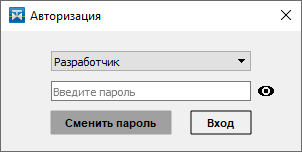 Авторизация
Разработчик
Введите пароль
Сменить пароль
Вход